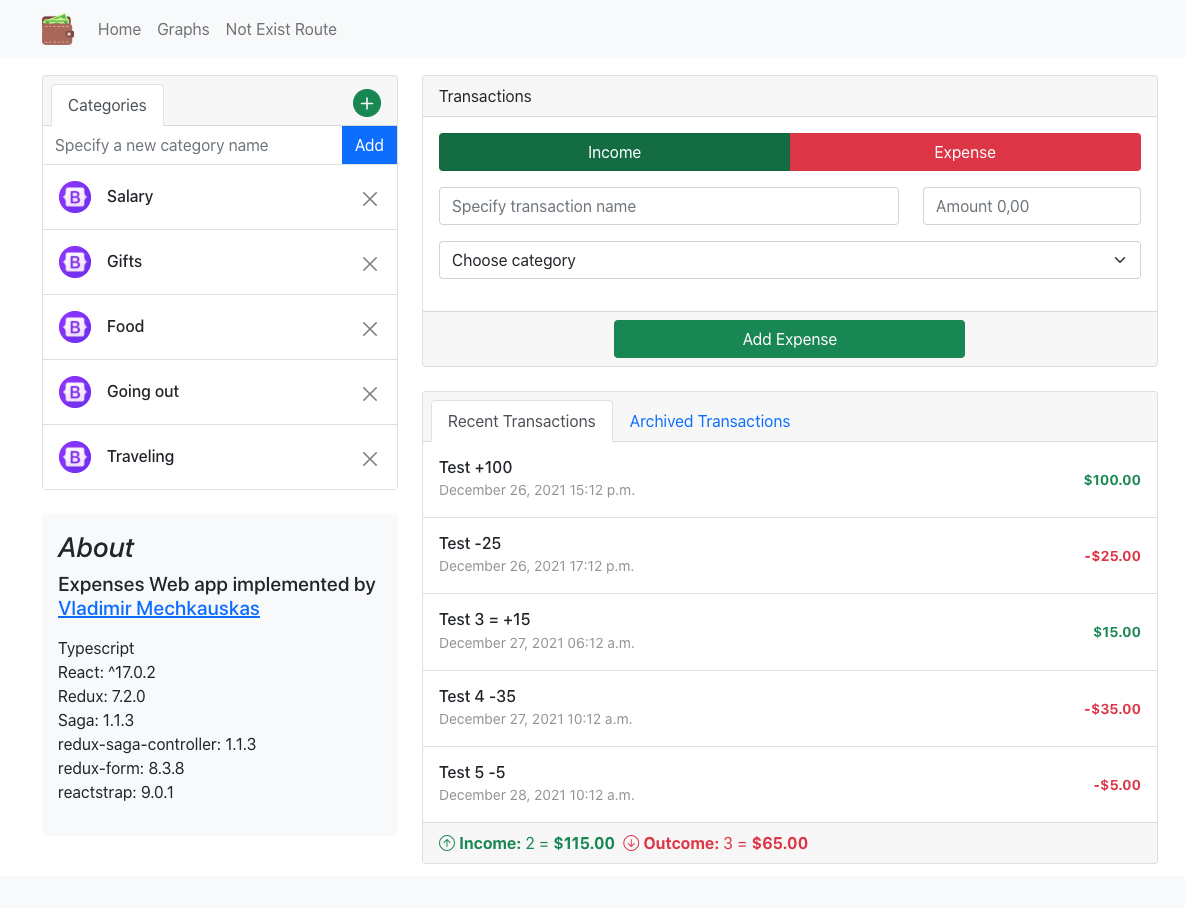 Home Graphs Not Exist Route
Categories
Specify a new category name Add
B Salary
B Gifts
B Food
B Going out
B Traveling
About
Expenses Web app implemented by
Vladimir Mechkauskas
Typescript
React: ^17.0.2
Redux: 7.2.0
Saga: 1.1.3
redux-saga-controller: 1.1.3
redux-form: 8.3.8
reactstrap: 9.0.1
Transactions
Income Expense
Specify transaction name Amount 0,00
Choose category
Add Expense
Recent Transactions Archived Transactions
Test +100
December 26, 2021 15:12 p.m. $100.00
Test -25
December 26, 2021 17:12 p.m. -$25.00
Test 3 = +15
December 27, 2021 06:12 a.m. $15.00
Test 4 -35
December 27, 2021 10:12 a.m. -$35.00
Test 5 -5
December 28, 2021 10:12 a.m. -$5.00
Income: 2 = $115.00 Outcome: 3 = $65.00